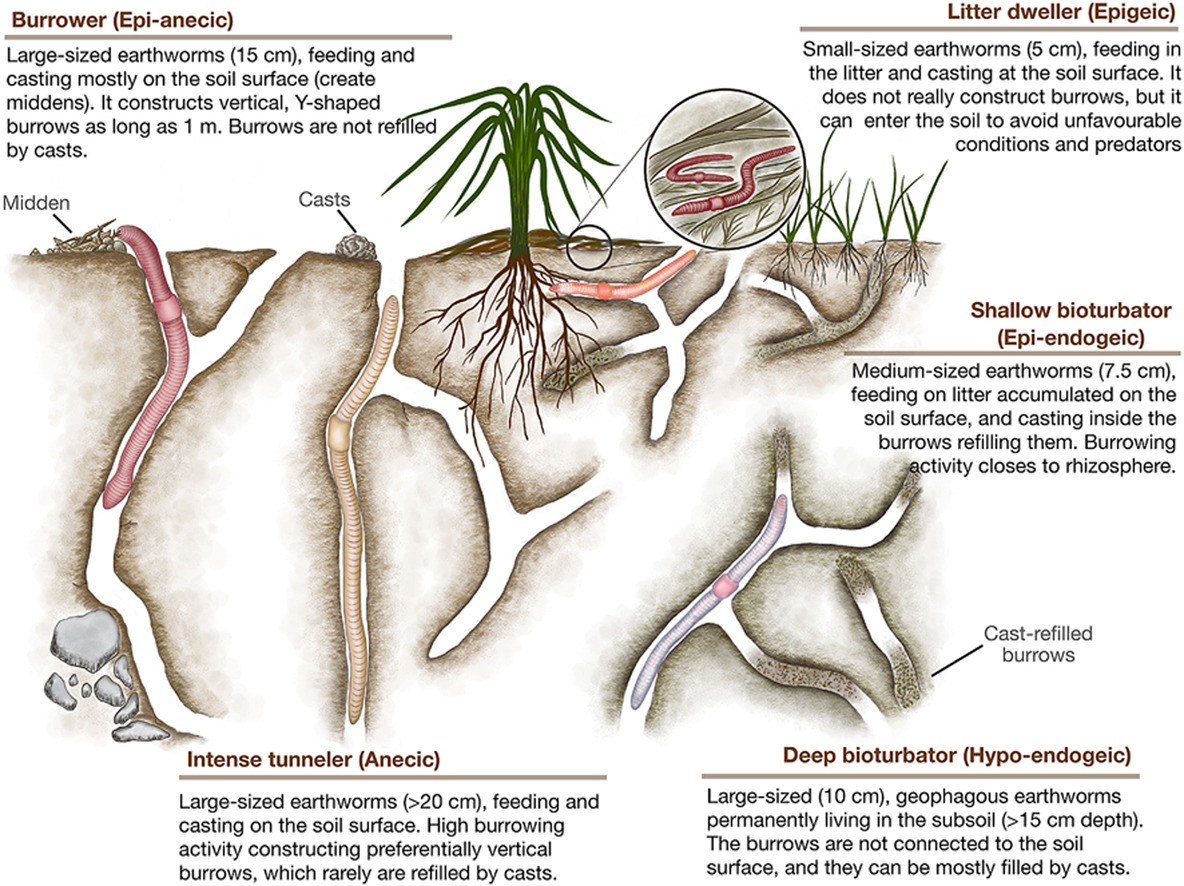 Burrower (Epi-anecic)
Large-sized earthworms (15 cm), feeding and
casting mostly on the soil surface (create
middens). It constructs vertical, Y-shaped
burrows as long as 1 m. Burrows are not refilled
by casts.
Litter dweller (Epigeic)
Small-sized earthworms (5 cm), feeding in
the litter and casting at the soil surface. It
does not really construct burrows, but it
can enter the soil to avoid unfavourable
conditions and predators
Midden
Casts
Shallow bioturbator
(Epi-endogeic)
Medium-sized earthworms (7.5 cm),
feeding on litter accumulated on the
soil surface, and casting inside the
burrows refilling them. Burrowing
activity closes to rhizosphere.
Cast-refilled
burrows
Intense tunneler (Anecic)
Large-sized earthworms (>20 cm), feeding and
casting on the soil surface. High burrowing
activity constructing preferentially vertical
burrows, which rarely are refilled by casts.
Deep bioturbator (Hypo-endogeic)
Large-sized (10 cm), geophagous earthworms
permanently living in the subsoil (>15 cm depth).
The burrows are not connected to the soil
surface, and they can be mostly filled by casts.